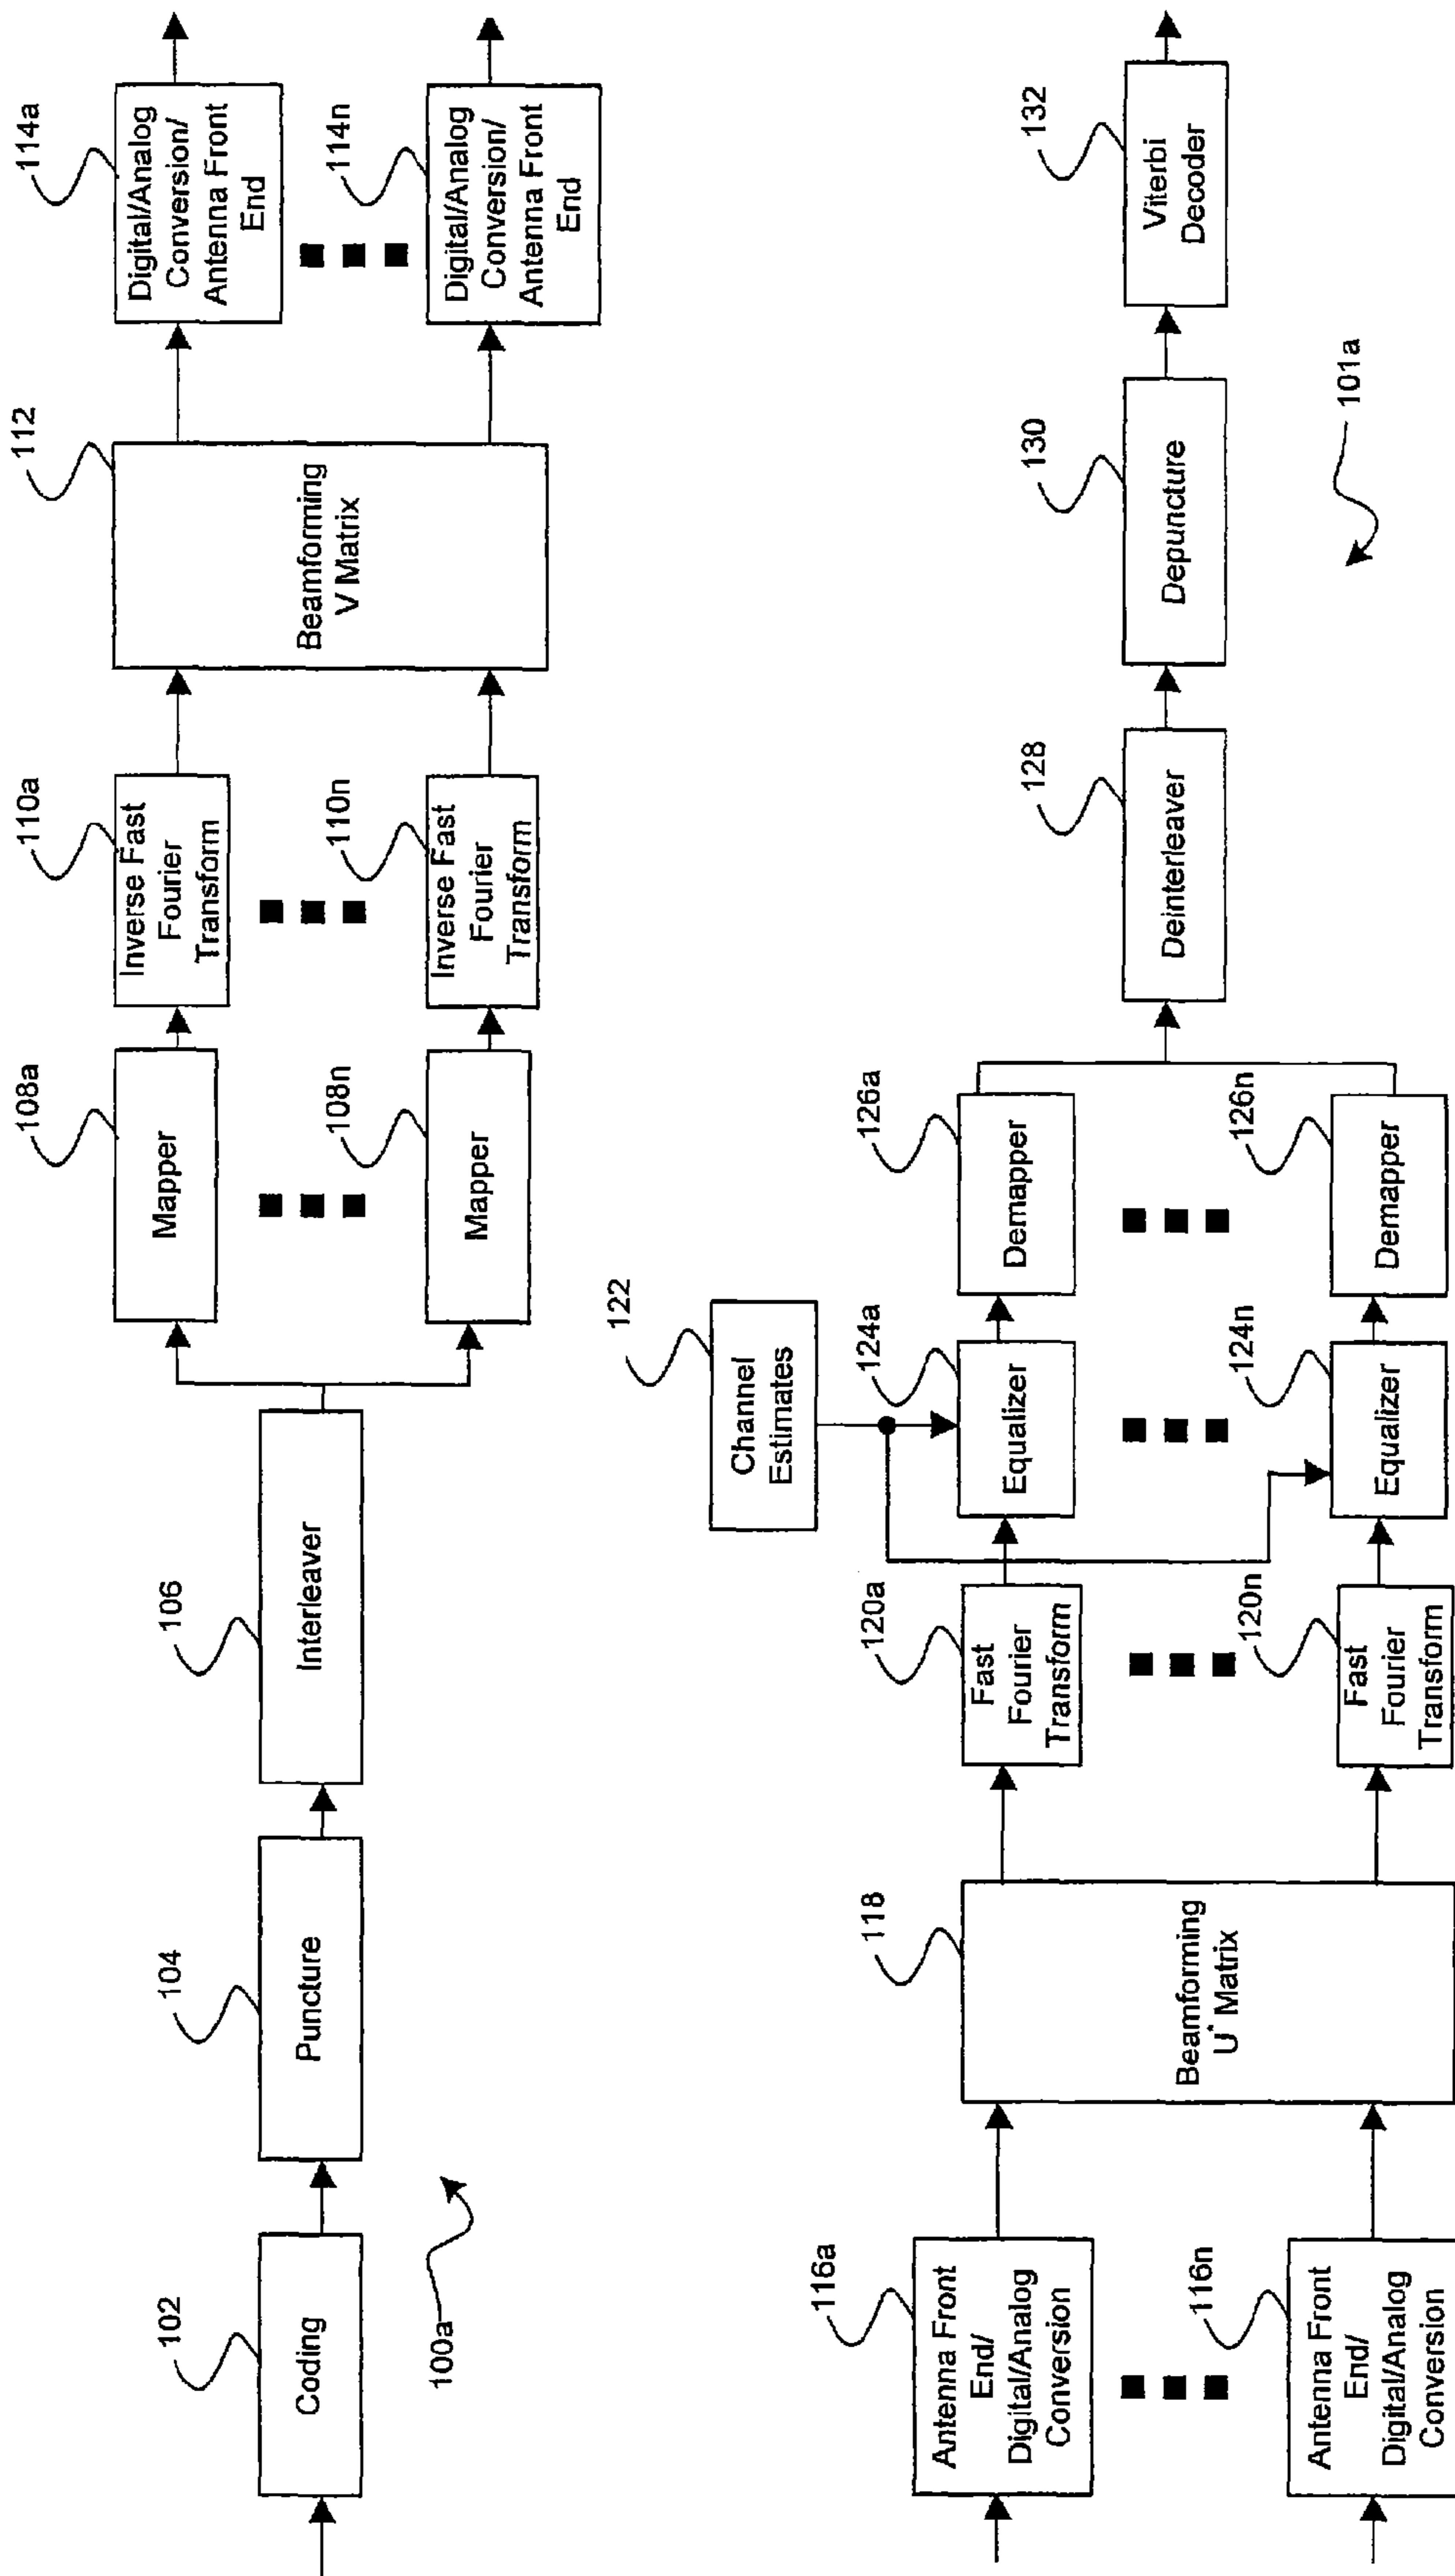 102
Coding
104
Puncture
100a
106
Interleaver
108a
Mapper
108n
Mapper
110a
Inverse Fast
Fourier
Transform
110n
Inverse Fast
Fourier
Transform
112
Beamforming
V Matrix
114a
Digital/Analog
Conversion/
Antenna Front
End
114n
Digital/Analog
Conversion/
Antenna Front
End
116a
Antenna Front
End/
Digital/Analog
Conversion
116n
Antenna Front
End/
Digital/Analog
Conversion
118
Beamforming
U* Matrix
120a
Fast
Fourier
Transform
120n
Fast
Fourier
Transform
122
Channel
Estimates
124a
Equalizer
124n
Equalizer
126a
Demapper
126n
Demapper
128
Deinterleaver
130
Depuncture
132
Viterbi
Decoder
101a